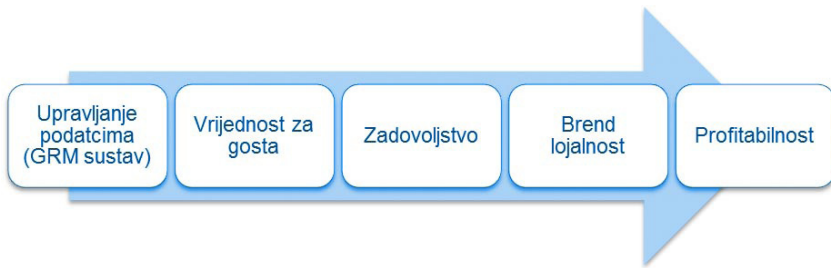 Upravljanje
podatcima
(GRM sustav)
Vrijednost za
gosta
Zadovoljstvo
Brend
lojalnost
Profitabilnost